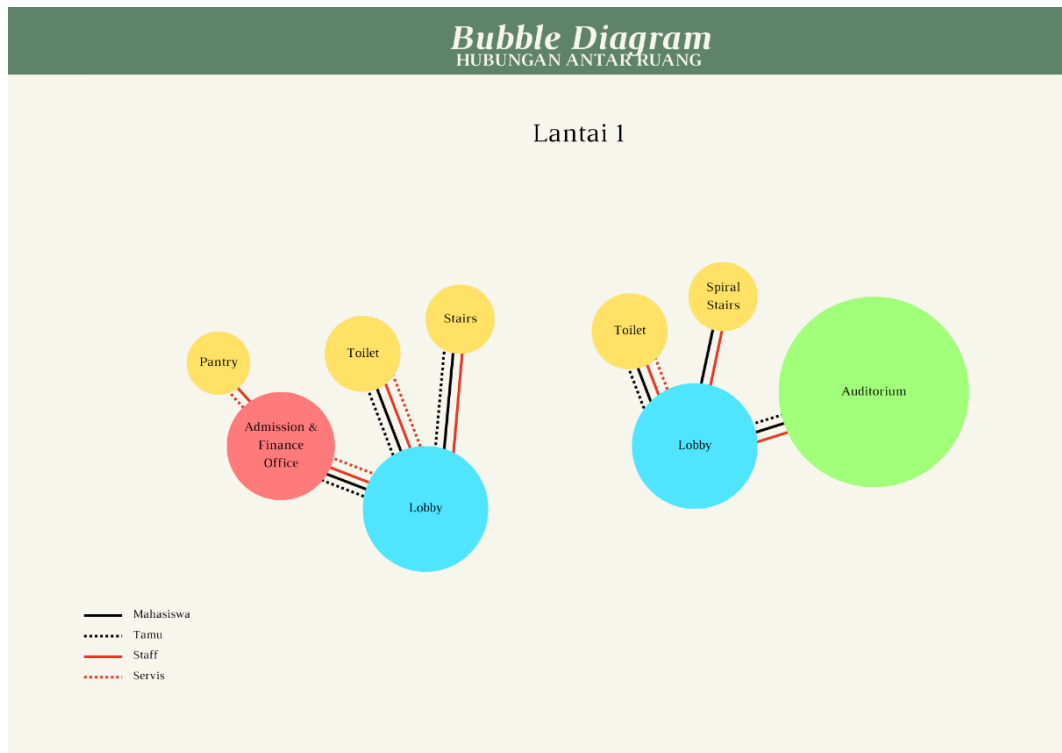 Bubble Diagram
HUBUNGAN ANTAR RUANG
Lantai 1
Pantry
Toilet
Stairs
Admission &
Finance
Office
Lobby
Toilet
Spiral
Stairs
Lobby
Auditorium
Mahasiswa
Tamu
Staff
Servis